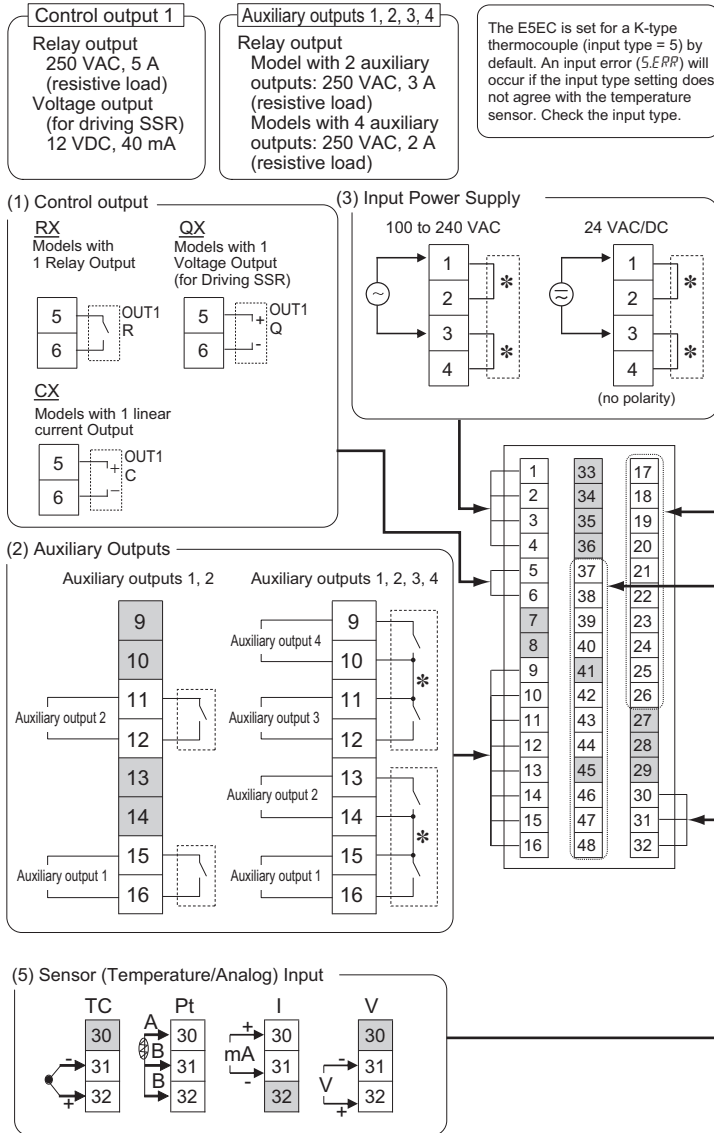 Control output 1
Relay output
250 VAC, 5 A
(resistive load)
Voltage output
(for driving SSR)
12 VDC, 40 mA
Auxiliary outputs 1, 2, 3, 4
Relay output
Model with 2 auxiliary
outputs: 250 VAC, 3 A
(resistive load)
Models with 4 auxiliary
outputs: 250 VAC, 2 A
(resistive load)
The E5EC is set for a K-type
thermocouple (input type = 5) by
default. An input error (S.ERR) will
occur if the input type setting does
not agree with the temperature
sensor. Check the input type.
(1) Control output
RX
Models with
1 Relay Output
5
6
OUT1
R
QX
Models with 1
Voltage Output
(for Driving SSR)
5
6
+
-
OUT1
Q
CX
Models with 1 linear
current Output
5
6
+
−
OUT1
C
(3) Input Power Supply
100 to 240 VAC
1
2
3
4
*
*
24 VAC/DC
1
2
3
4
*
*
(no polarity)
(2) Auxiliary Outputs
Auxiliary outputs 1, 2
9
10
11
12
13
14
15
16
Auxiliary output 2
Auxiliary output 1
Auxiliary outputs 1, 2, 3, 4
9
10
11
12
13
14
15
16
Auxiliary output 4
Auxiliary output 3
Auxiliary output 2
Auxiliary output 1
*
*
1 33 17
2 34 18
3 35 19
4 36 20
5 37 21
6 38 22
7 39 23
8 40 24
9 41 25
10 42 26
11 43 27
12 44 28
13 45 29
14 46 30
15 47 31
16 48 32
(5) Sensor (Temperature/Analog) Input
TC
30
- 31
+ 32
Pt
A 30
B 31
B 32
I
+ 30
mA
- 31
32
V
30
- 31
V
+ 32